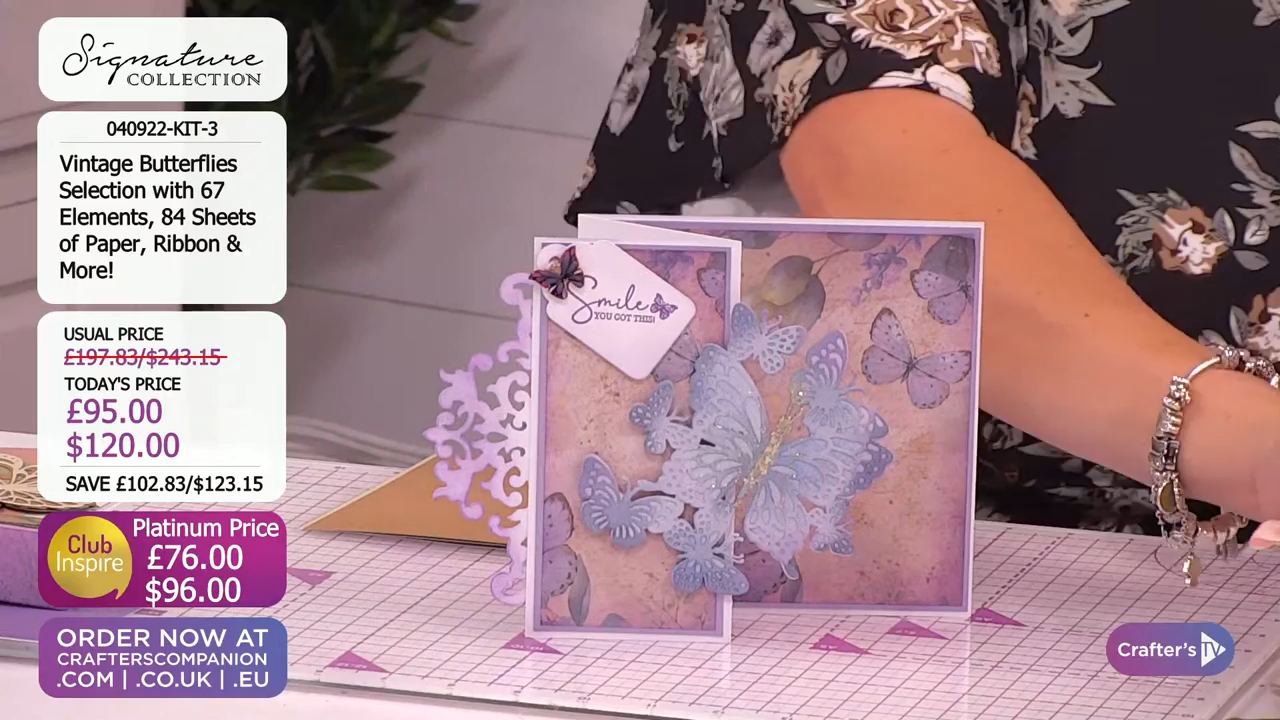 Signature
COLLECTION
040922-KIT-3
Vintage Butterflies
Selection with 67
Elements, 84 Sheets
of Paper, Ribbon &
More!
USUAL PRICE
£197.83/$243.15
TODAY'S PRICE
£95.00
$120.00
SAVE £102.83/$123.15
Club
Inspire
Platinum Price
£76.00
$96.00
ORDER NOW AT
CRAFTERSCOMPANION
.COM | .CO.UK | .EU
Smile
YOU GOT THIS!
Crafter's TV